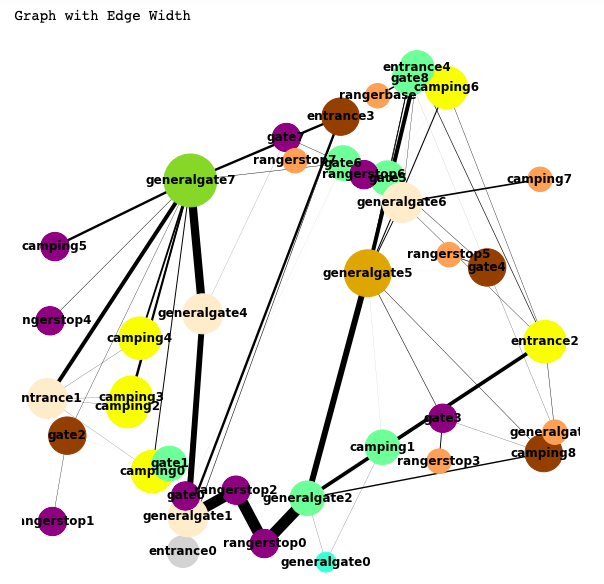 Graph with Edge Width
entrance4
gate8
camping6
rangerbase
entrance3
gate7
rangerstop7
gate6
rangerstop6
gate5
generalgate7
camping7
generalgate6
camping5
rangerstop5
gate4
generalgate5
ngerstop4
generalgate4
camping4
entrance2
ntrance1
camping3
camping2
gate3
gate2
generalgat
camping1
camping8
gate1
rangerstop3
camping0
rangerstop2
gate0
generalgate2
generalgate1
ngerstop1
rangerstop0
entrance0
generalgate0